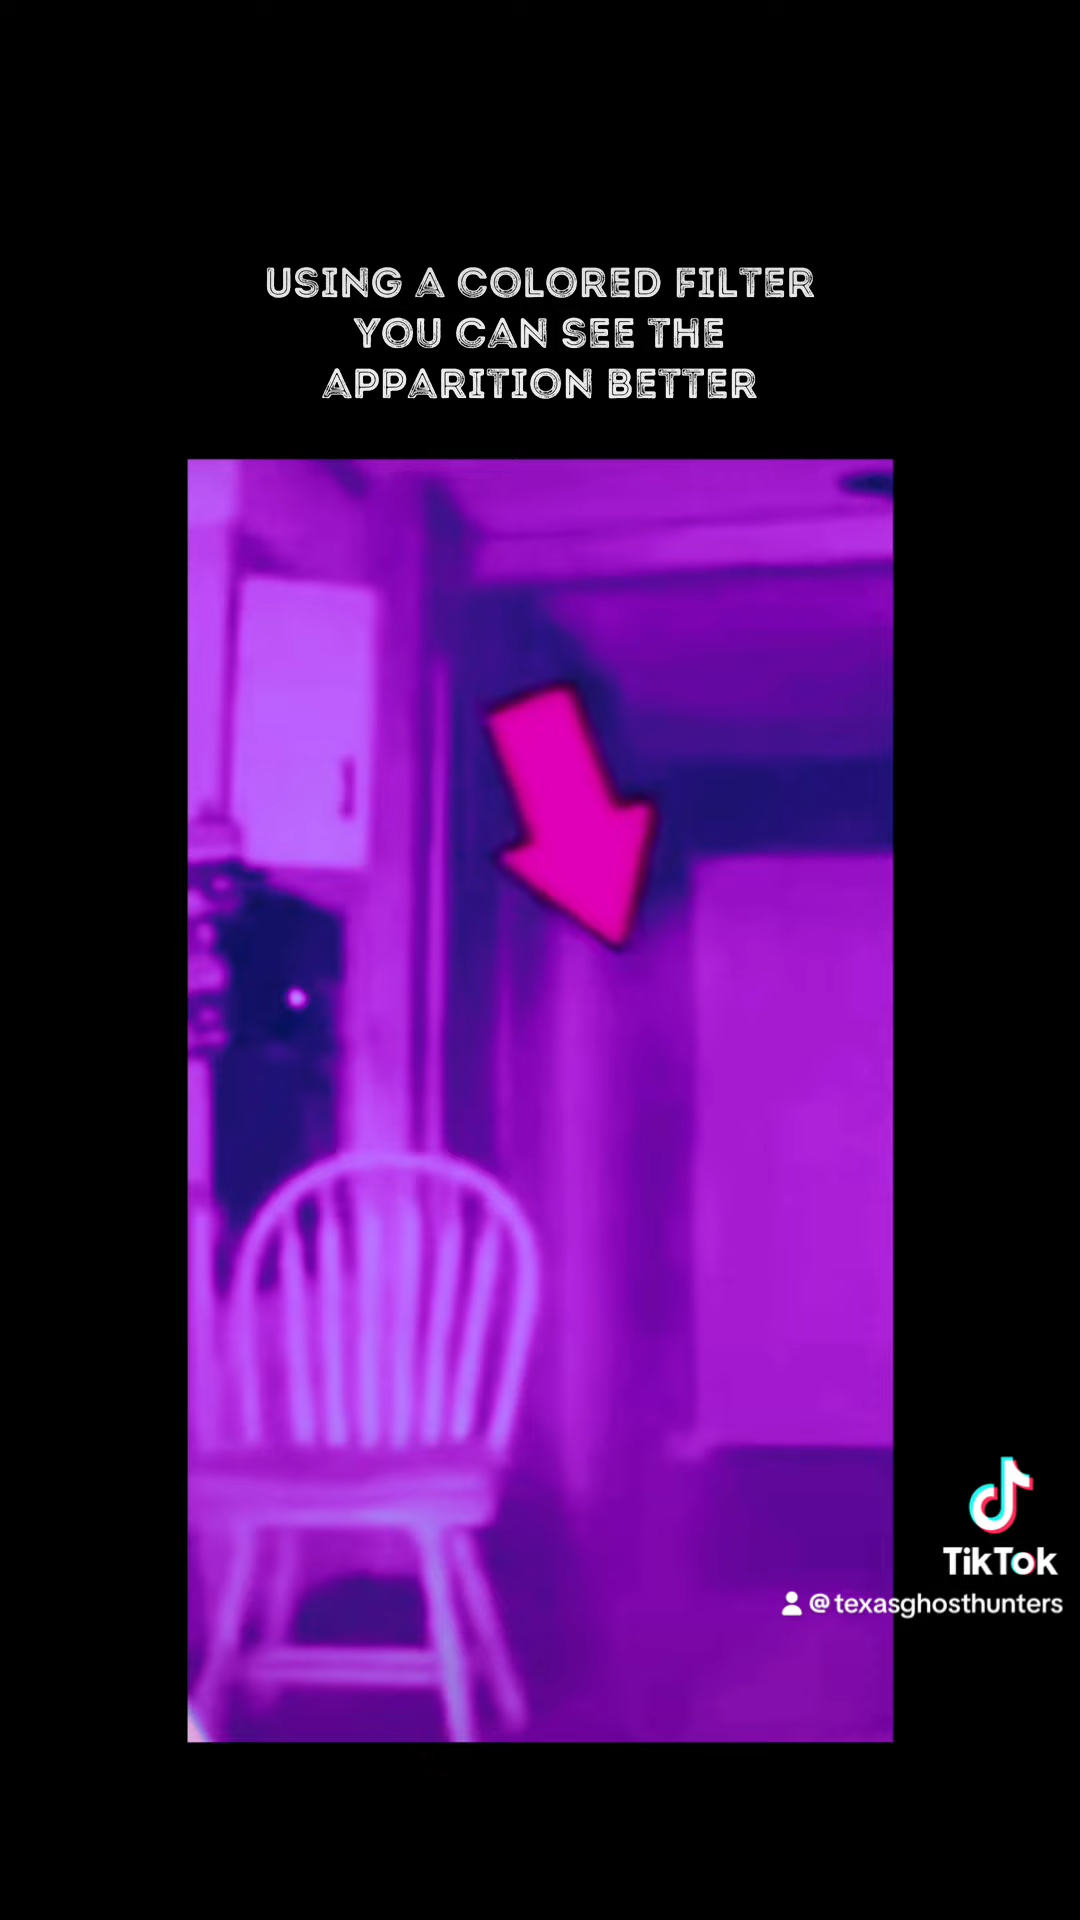 USING A COLORED FILTER
YOU CAN SEE THE
APPARITION BETTER
TikTok
@texasghosthunters